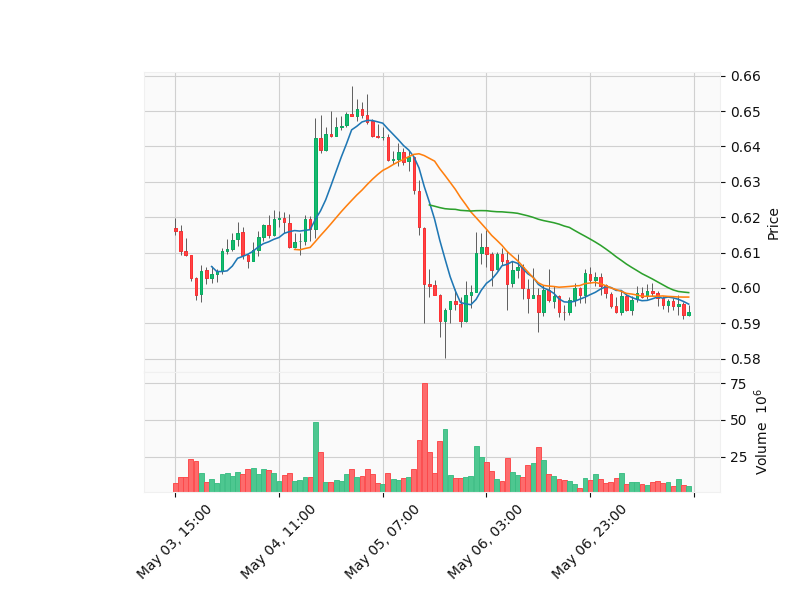 0.66
0.65
0.64
0.63
0.62
0.61
0.60
0.59
0.58
Price
75
50
25
Volume 10⁶
May 03, 15:00
May 04, 11:00
May 05, 07:00
May 06, 03:00
May 06, 23:00